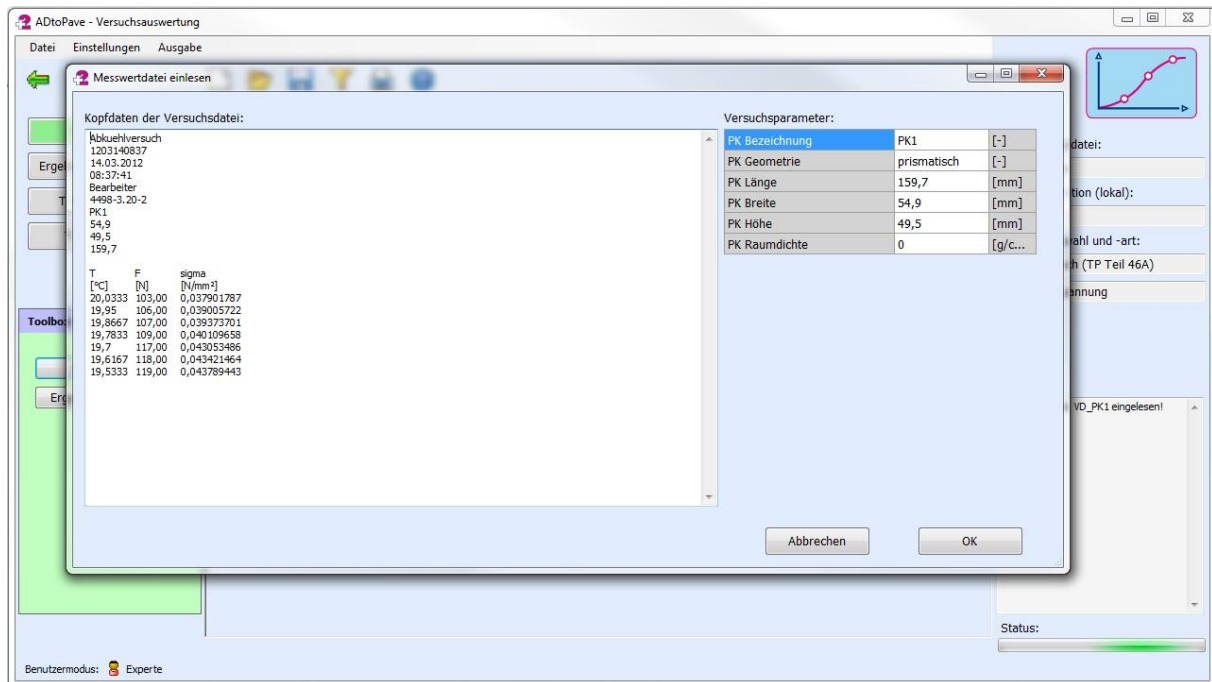 ADtoPave - Versuchsauswertung
Datei Einstellungen Ausgabe
Messwertdatei einlesen
Kopfdaten der Versuchsdatei:
Abkuehlversuch
1203140837
14.03.2012
08:37:41
Bearbeiter
4498-3.20-2
PK1
54,9
49,5
159,7
T F sigma
[°C] [N] [N/mm²]
20,0333 103,00 0,037901787
19,95 106,00 0,039005722
19,8667 107,00 0,039373701
19,7833 109,00 0,040109658
19,7 117,00 0,043053486
19,6167 118,00 0,043421464
19,5333 119,00 0,043789443
Versuchsparameter:
PK Bezeichnung PK1 [-]
PK Geometrie prismatisch [-]
PK Länge 159,7 [mm]
PK Breite 54,9 [mm]
PK Höhe 49,5 [mm]
PK Raumdichte 0 [g/c...
Abbrechen OK
Ergel
T
Toolbo
Erg
datei:
tion (lokal):
ahl und -art:
h (TP Teil 46A)
annung
VD_PK1 eingelesen!
Status:
Benutzermodus: Experte